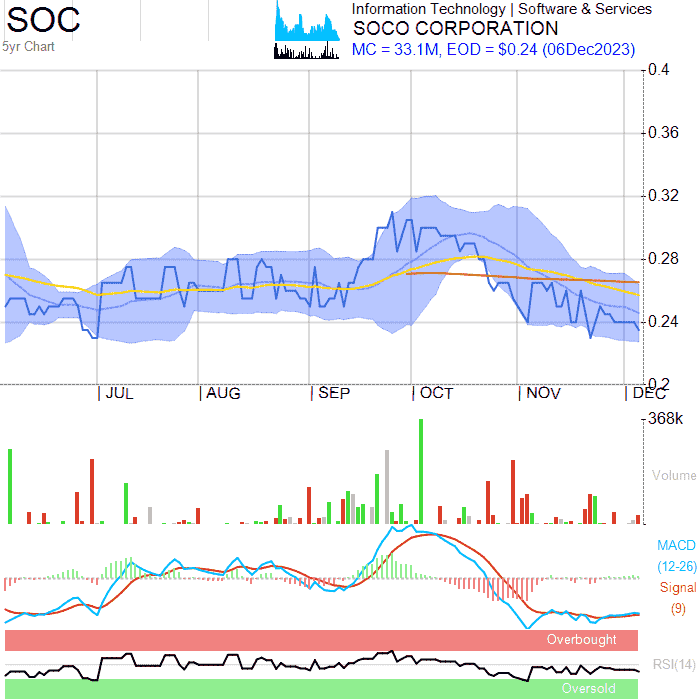 SOC
5yr Chart
Information Technology | Software & Services
SOCO CORPORATION
MC = 33.1M, EOD = $0.24 (06Dec2023)
0.4
0.36
0.32
0.28
0.24
0.2
JUL AUG SEP OCT NOV DEC
368k
Volume
MACD
(12-26)
Signal
(9)
Overbought
RSI(14)
Oversold